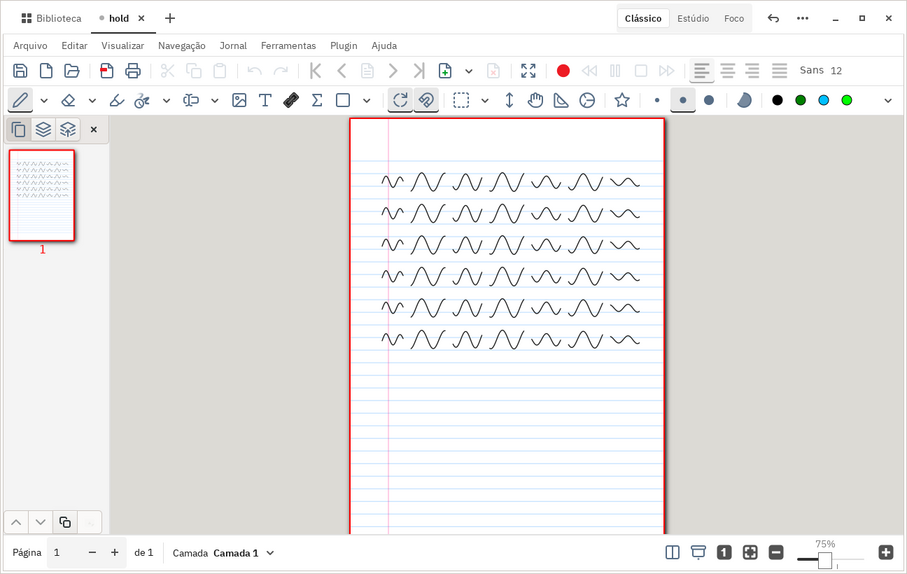 Biblioteca hold Clássico Estúdio Foco
Arquivo Editar Visualizar Navegação Jornal Ferramentas Plugin Ajuda
Sans 12
1
Página 1 de 1 Camada Camada 1 1 75%